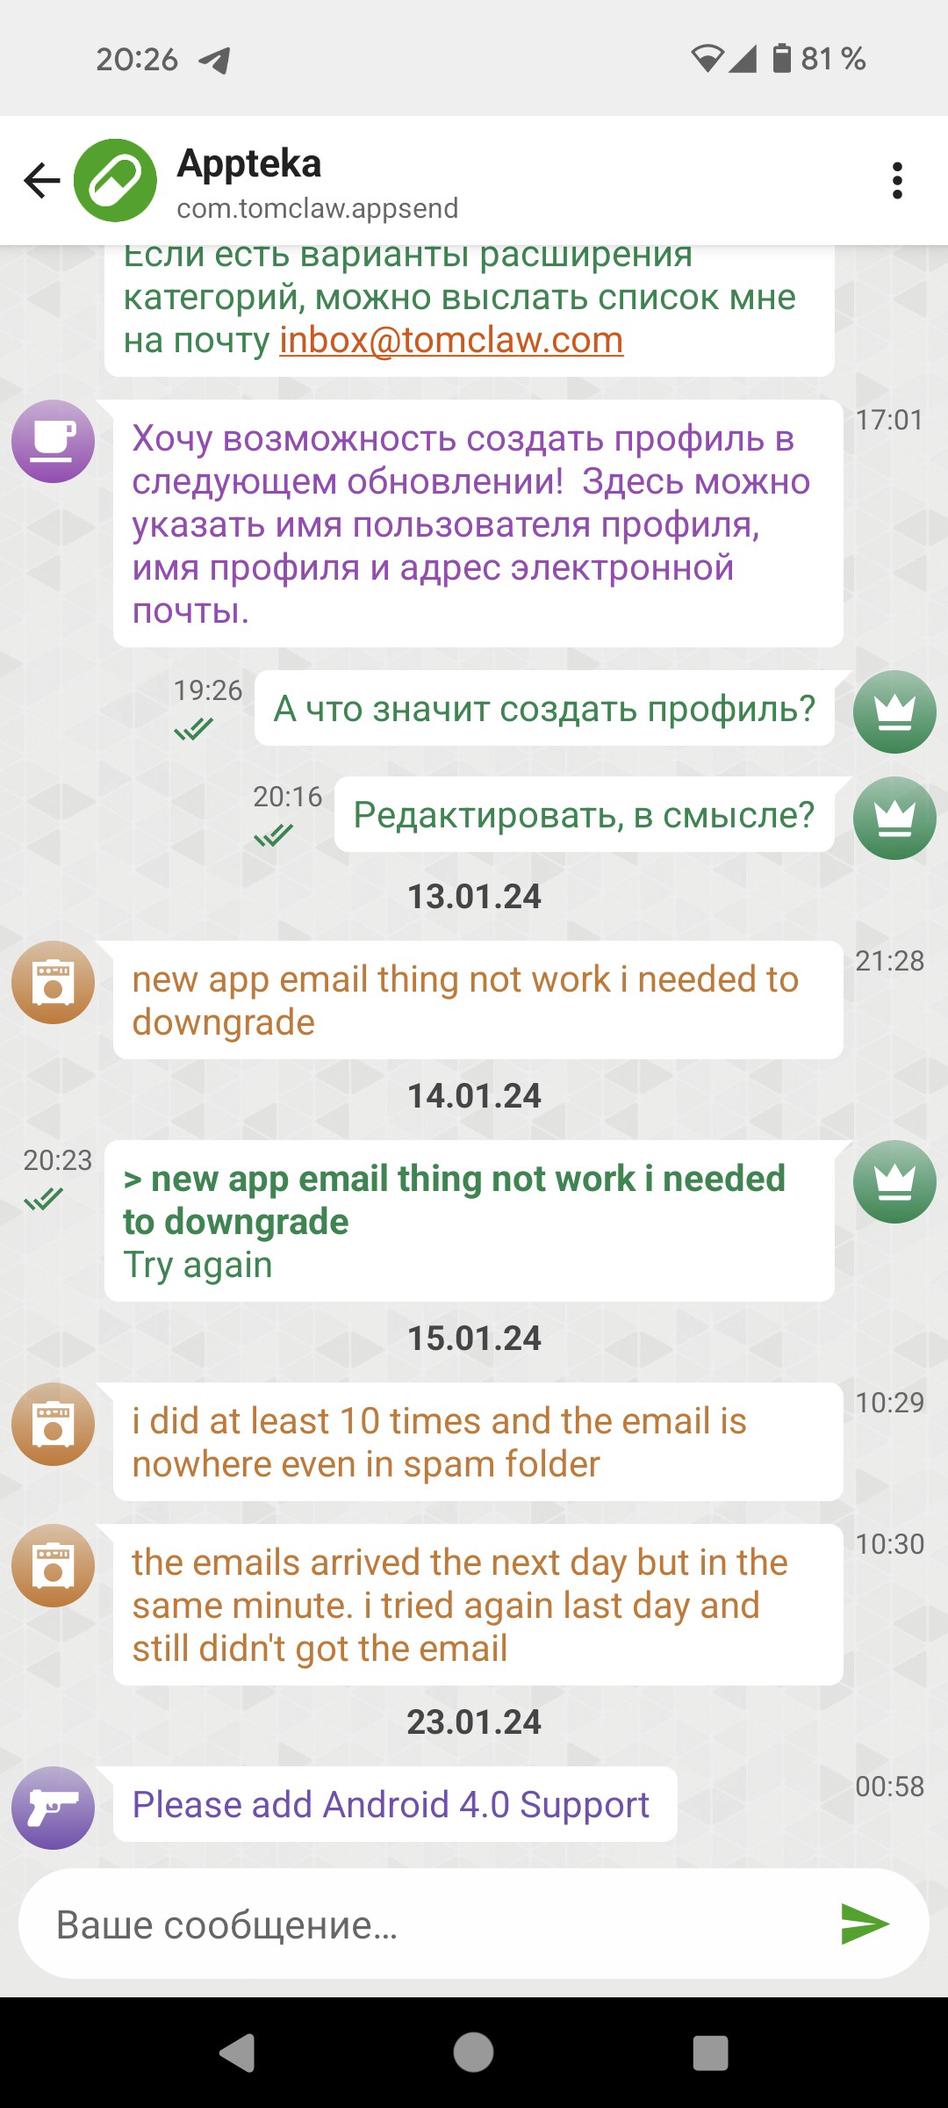 20:26
81 %
Appteka
com.tomclaw.appsend
Если есть варианты расширения
категорий, можно выслать список мне
на почту inbox@tomclaw.com
17:01
Хочу возможность создать профиль в
следующем обновлении!  Здесь можно
указать имя пользователя профиля,
имя профиля и адрес электронной
почты.
19:26
А что значит создать профиль?
20:16
Редактировать, в смысле?
13.01.24
21:28
new app email thing not work i needed to
downgrade
14.01.24
20:23
> new app email thing not work i needed
to downgrade
Try again
15.01.24
10:29
i did at least 10 times and the email is
nowhere even in spam folder
10:30
the emails arrived the next day but in the
same minute. i tried again last day and
still didn't got the email
23.01.24
00:58
Please add Android 4.0 Support
Ваше сообщение...